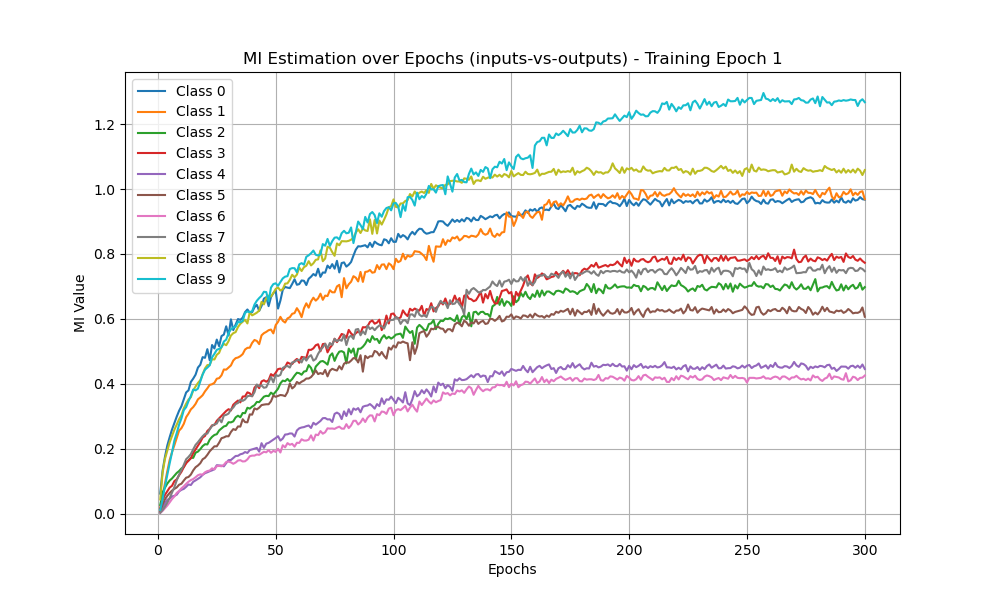 MI Estimation over Epochs (inputs-vs-outputs) - Training Epoch 1
Class 0
Class 1
Class 2
Class 3
Class 4
Class 5
Class 6
Class 7
Class 8
Class 9
MI Value
1.2
1.0
0.8
0.6
0.4
0.2
0.0
0
50
100
150
200
250
300
Epochs